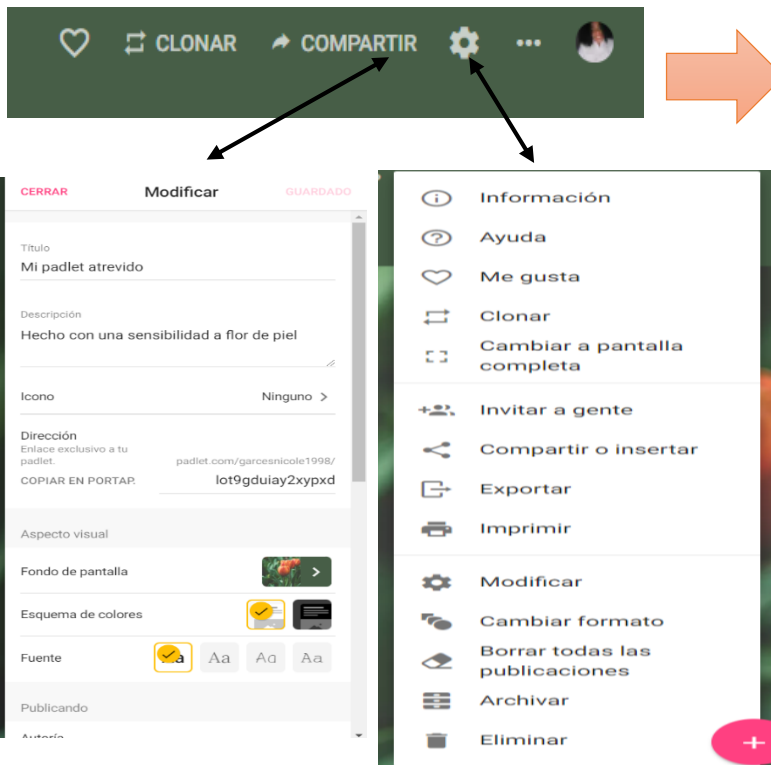 CLONAR COMPARTIR
CERRAR Modificar GUARDADO
Título
Mi padlet atrevido
Descripción
Hecho con una sensibilidad a flor de piel
Icono Ninguno >
Dirección
Enlace exclusivo a tu
padlet. padlet.com/garcesnicole1998/
COPIAR EN PORTAP. lot9gduiay2xypxd
Aspecto visual
Fondo de pantalla
Esquema de colores
Fuente Aa Aa Aa
Publicando
Autoría
Información
Ayuda
Me gusta
Clonar
Cambiar a pantalla
completa
Invitar a gente
Compartir o insertar
Exportar
Imprimir
Modificar
Cambiar formato
Borrar todas las
publicaciones
Archivar
Eliminar